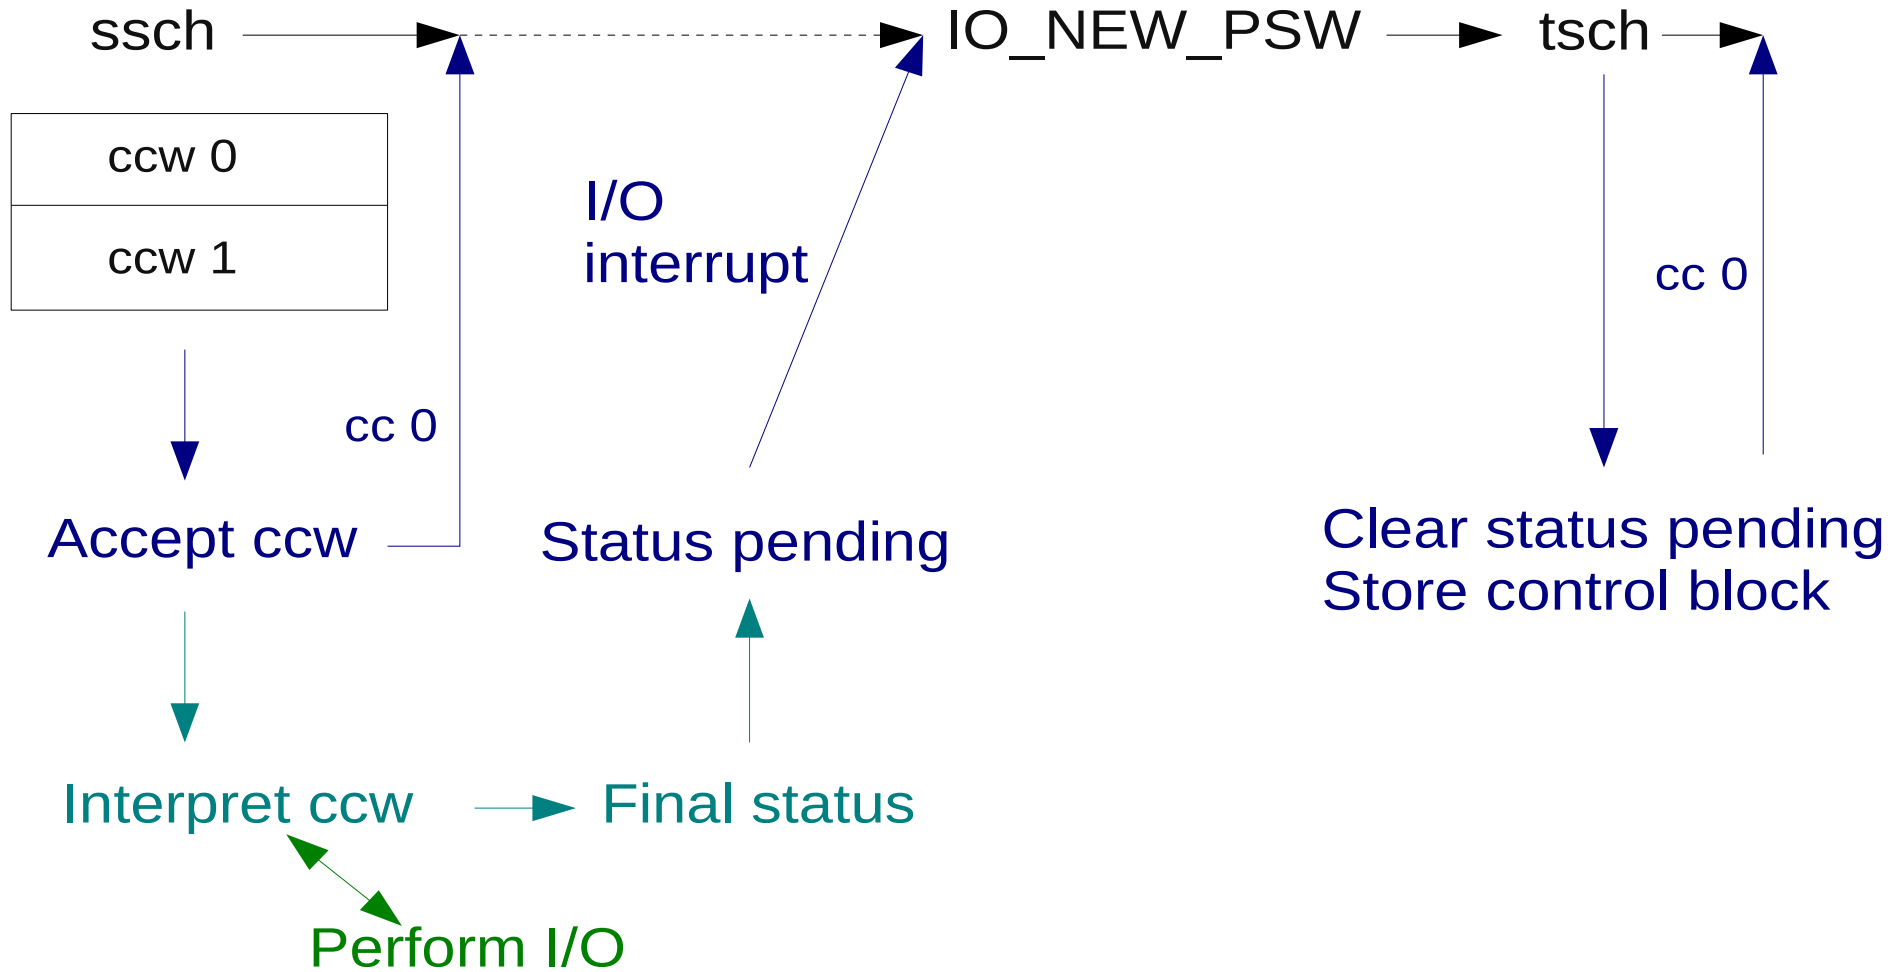 ssch
IO_NEW_PSW
tsch
ccw 0
ccw 1
I/O
interrupt
cc 0
cc 0
Accept ccw
Status pending
Clear status pending
Store control block
Interpret ccw
Final status
Perform I/O